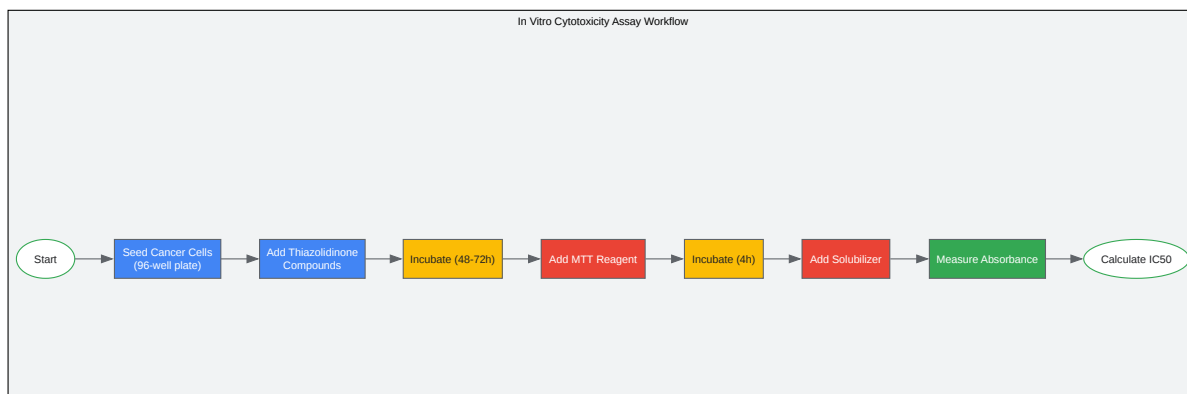 In Vitro Cytotoxicity Assay Workflow
Start
Seed Cancer Cells
(96-well plate)
Add Thiazolidinone
Compounds
Incubate (48-72h)
Add MTT Reagent
Incubate (4h)
Add Solubilizer
Measure Absorbance
Calculate IC50